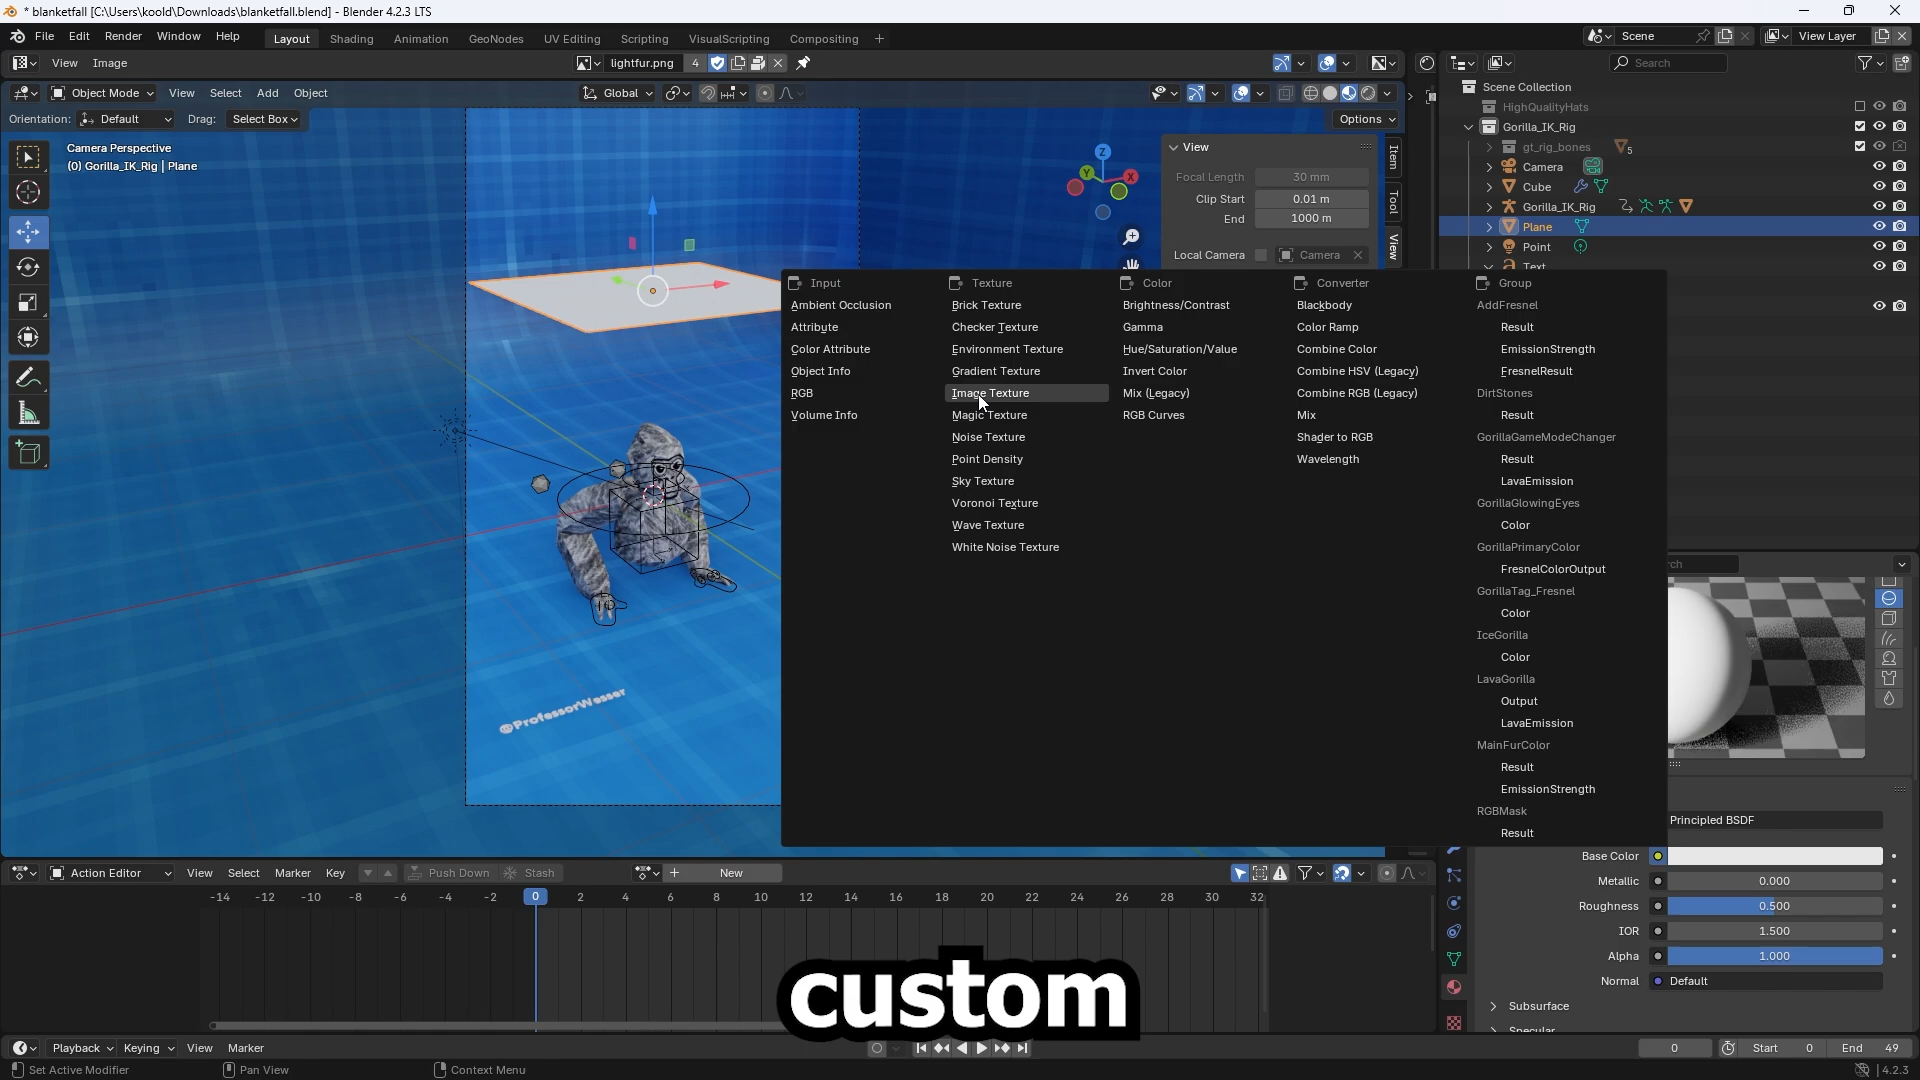 * blanketfall [C:\Users\koold\Downloads\blanketfall.blend] - Blender 4.2.3 LTS
File Edit Render Window Help Layout Shading Animation GeoNodes UV Editing Scripting VisualScripting Compositing + Scene View Layer
View Image lightfur.png 4 Search
Object Mode View Select Add Object Global
Orientation: Default Drag: Select Box Options
Camera Perspective
(0) Gorilla_IK_Rig | Plane
Z
Y
X
View
Focal Length 30 mm
Clip Start 0.01 m
End 1000 m
Local Camera Camera
Item
Tool
View
Scene Collection
HighQualityHats
Gorilla_IK_Rig
gt_rig_bones 5
Camera
Cube
Gorilla_IK_Rig
Plane
Point
Text
Input
Ambient Occlusion
Attribute
Color Attribute
Object Info
RGB
Volume Info
Texture
Brick Texture
Checker Texture
Environment Texture
Gradient Texture
Image Texture
Magic Texture
Noise Texture
Point Density
Sky Texture
Voronoi Texture
Wave Texture
White Noise Texture
Color
Brightness/Contrast
Gamma
Hue/Saturation/Value
Invert Color
Mix (Legacy)
RGB Curves
Converter
Blackbody
Color Ramp
Combine Color
Combine HSV (Legacy)
Combine RGB (Legacy)
Mix
Shader to RGB
Wavelength
Group
AddFresnel
Result
EmissionStrength
FresnelResult
DirtStones
Result
GorillaGameModeChanger
Result
LavaEmission
GorillaGlowingEyes
Color
GorillaPrimaryColor
FresnelColorOutput
GorillaTag_Fresnel
Color
IceGorilla
Color
LavaGorilla
Output
LavaEmission
MainFurColor
Result
EmissionStrength
RGBMask
Result
@ProfessorWesser
Principled BSDF
Base Color
Metallic 0.000
Roughness 0.500
IOR 1.500
Alpha 1.000
Normal Default
Subsurface
Specular
Action Editor View Select Marker Key Push Down Stash New
-14 -12 -10 -8 -6 -4 -2 0 2 4 6 8 10 12 14 16 18 20 22 24 26 28 30 32
custom
Playback Keying View Marker 0 Start 0 End 49
Set Active Modifier Pan View Context Menu 4.2.3